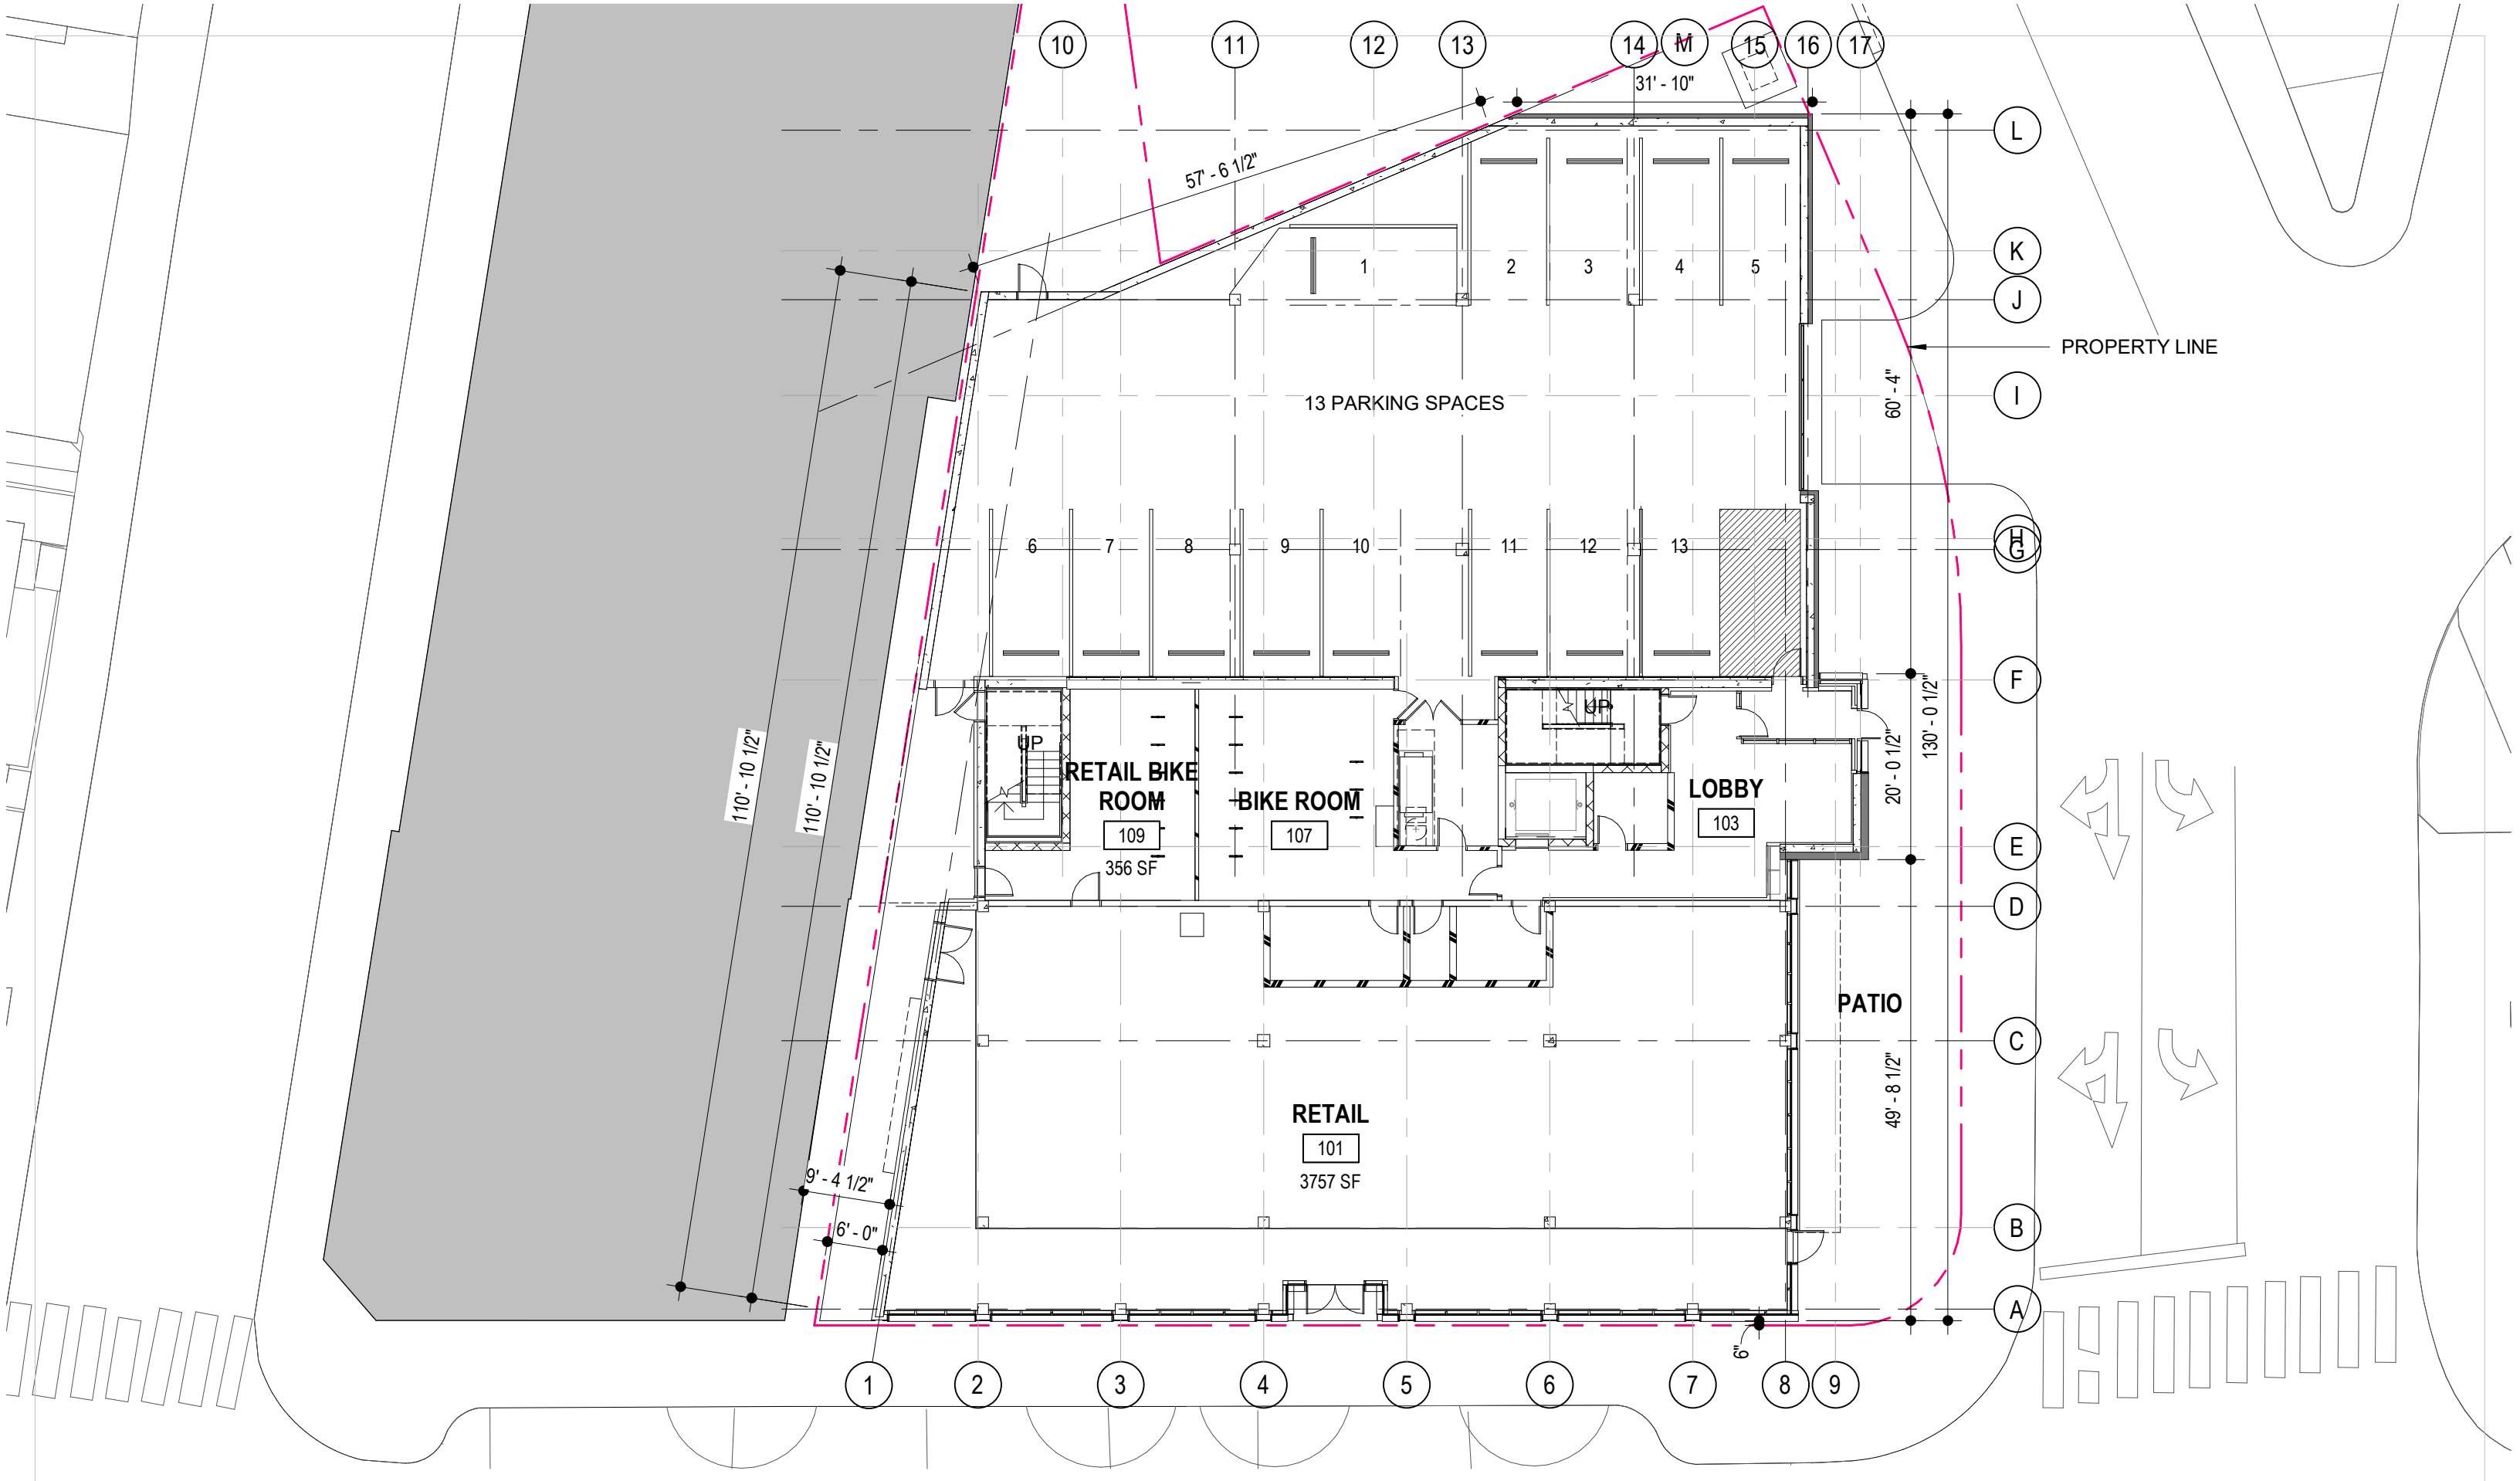 10
11
12
13
14
M
15
16
17
31' - 10"
L
57' - 6 1/2"
K
1
2
3
4
5
J
PROPERTY LINE
60' - 4"
I
13 PARKING SPACES
H
G
6
7
8
9
10
11
12
13
F
UP
UP
130' - 0 1/2"
110' - 10 1/2"
110' - 10 1/2"
20' - 0 1/2"
RETAIL BIKE
ROOM
109
356 SF
BIKE ROOM
107
LOBBY
103
E
D
PATIO
C
49' - 8 1/2"
RETAIL
101
3757 SF
9' - 4 1/2"
6' - 0"
B
A
6"
1
2
3
4
5
6
7
8
9